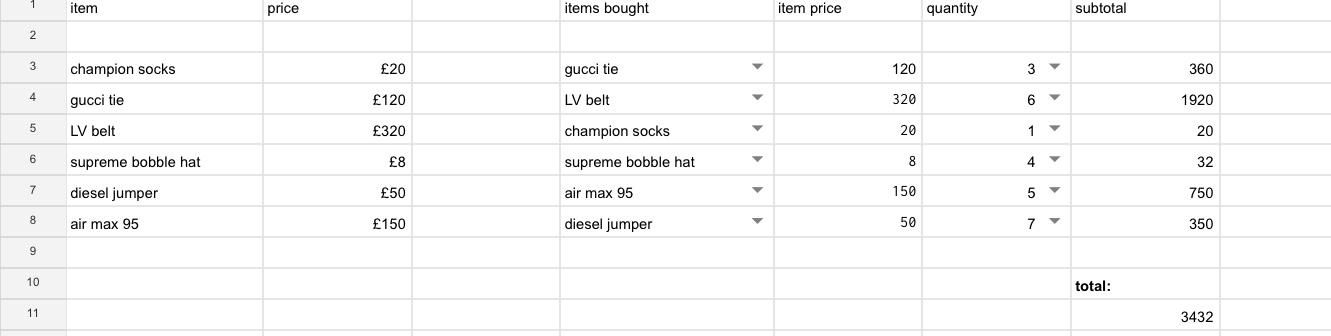 1 item price items bought item price quantity subtotal
2
3 champion socks £20 gucci tie 120 3 360
4 gucci tie £120 LV belt 320 6 1920
5 LV belt £320 champion socks 20 1 20
6 supreme bobble hat £8 supreme bobble hat 8 4 32
7 diesel jumper £50 air max 95 150 5 750
8 air max 95 £150 diesel jumper 50 7 350
9
10 total:
11 3432